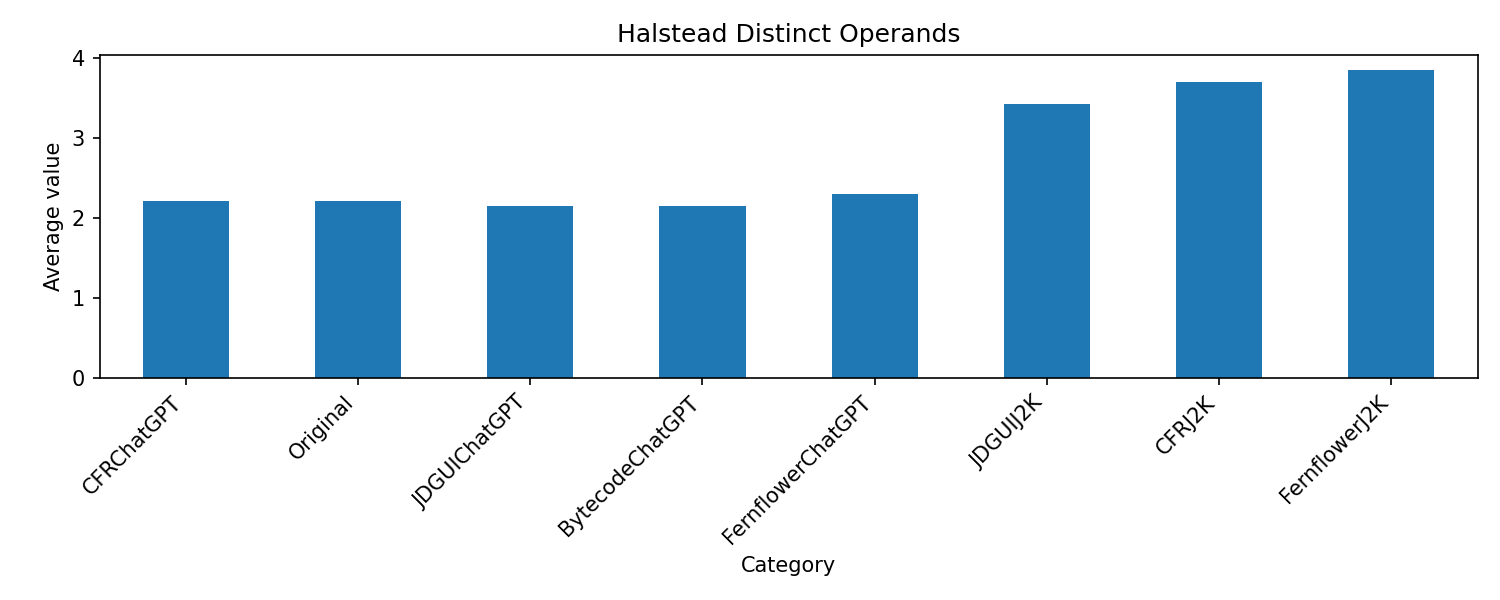 Halstead Distinct Operands
Average value
4
3
2
1
0
CFRChatGPT
Original
JDGUIChatGPT
BytecodeChatGPT
FernflowerChatGPT
JDGUIJ2K
CFRJ2K
FernflowerJ2K
Category